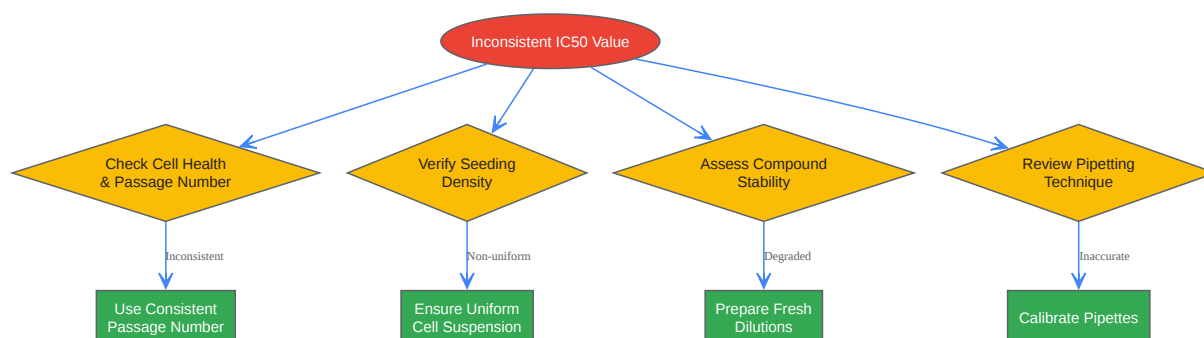 Inconsistent IC50 Value
Check Cell Health
& Passage Number
Verify Seeding
Density
Assess Compound
Stability
Review Pipetting
Technique
Inconsistent
Non-uniform
Degraded
Inaccurate
Use Consistent
Passage Number
Ensure Uniform
Cell Suspension
Prepare Fresh
Dilutions
Calibrate Pipettes